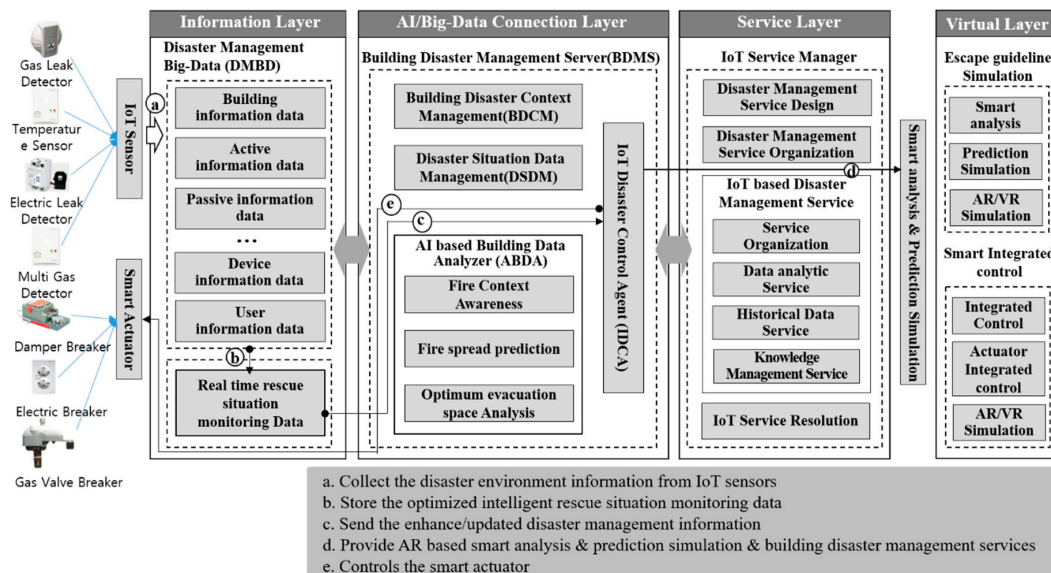 Information Layer
AI/Big-Data Connection Layer
Service Layer
Virtual Layer
Gas Leak
Detector
Temperatur
e Sensor
Electric Leak
Detector
Multi Gas
Detector
Damper Breaker
Electric Breaker
Gas Valve Breaker
IoT Sensor
Smart Actuator
a
Disaster Management
Big-Data (DMBD)
Building
information data
Active
information data
Passive information
data
...
Device
information data
User
information data
b
Real time rescue
situation
monitoring Data
Building Disaster Management Server(BDMS)
Building Disaster Context
Management(BDCM)
Disaster Situation Data
Management(DSDM)
e
c
AI based Building Data
Analyzer (ABDA)
Fire Context
Awareness
Fire spread prediction
Optimum evacuation
space Analysis
IoT Disaster Control Agent (IDCA)
IoT Service Manager
Disaster Management
Service Design
Disaster Management
Service Organization
d
IoT based Disaster
Management Service
Service
Organization
Data analytic
Service
Historical Data
Service
Knowledge
Management Service
IoT Service Resolution
Smart analysis & Prediction Simulation
Escape guideline
Simulation
Smart
analysis
Prediction
Simulation
AR/VR
Simulation
Smart Integrated
control
Integrated
Control
Actuator
Integrated
control
AR/VR
Simulation
a. Collect the disaster environment information from IoT sensors
b. Store the optimized intelligent rescue situation monitoring data
c. Send the enhance/updated disaster management information
d. Provide AR based smart analysis & prediction simulation & building disaster management services
e. Controls the smart actuator